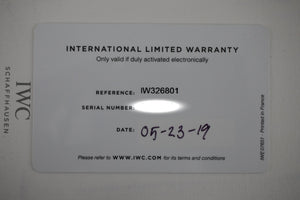 INTERNATIONAL LIMITED WARRANTY
Only valid if duly activated electronically
REFERENCE: IW326801
SERIAL NUMBER:
DATE: 05-23-19
Please refer to www.IWC.com for its terms and conditions
IWC
SCHAFFHAUSEN
Printed in France